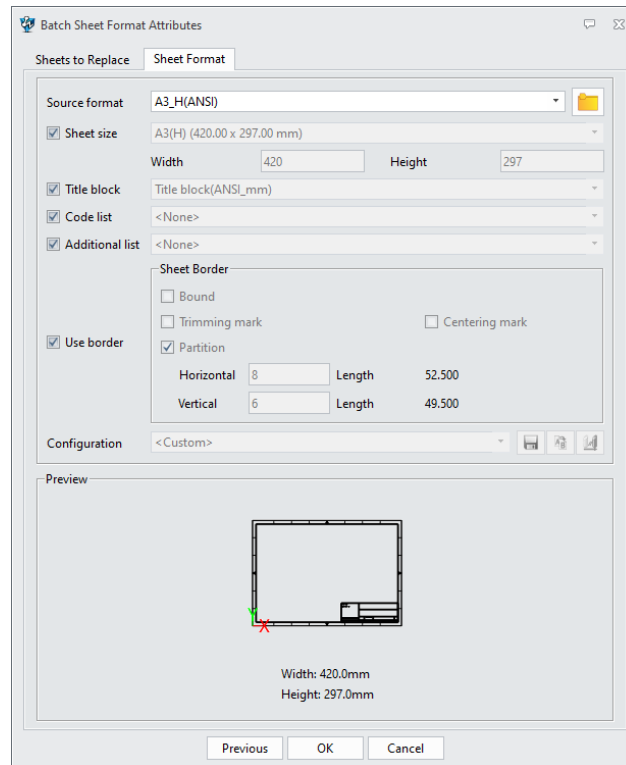 Batch Sheet Format Attributes
Sheets to Replace Sheet Format
Source format A3_H(ANSI)
Sheet size A3(H) (420.00 x 297.00 mm)
Width 420 Height 297
Title block Title block(ANSI_mm)
Code list <None>
Additional list <None>
Sheet Border
Bound
Trimming mark Centering mark
Use border
Partition
Horizontal 8 Length 52.500
Vertical 6 Length 49.500
Configuration <Custom>
Preview
Y
X
Width: 420.0mm
Height: 297.0mm
Previous OK Cancel